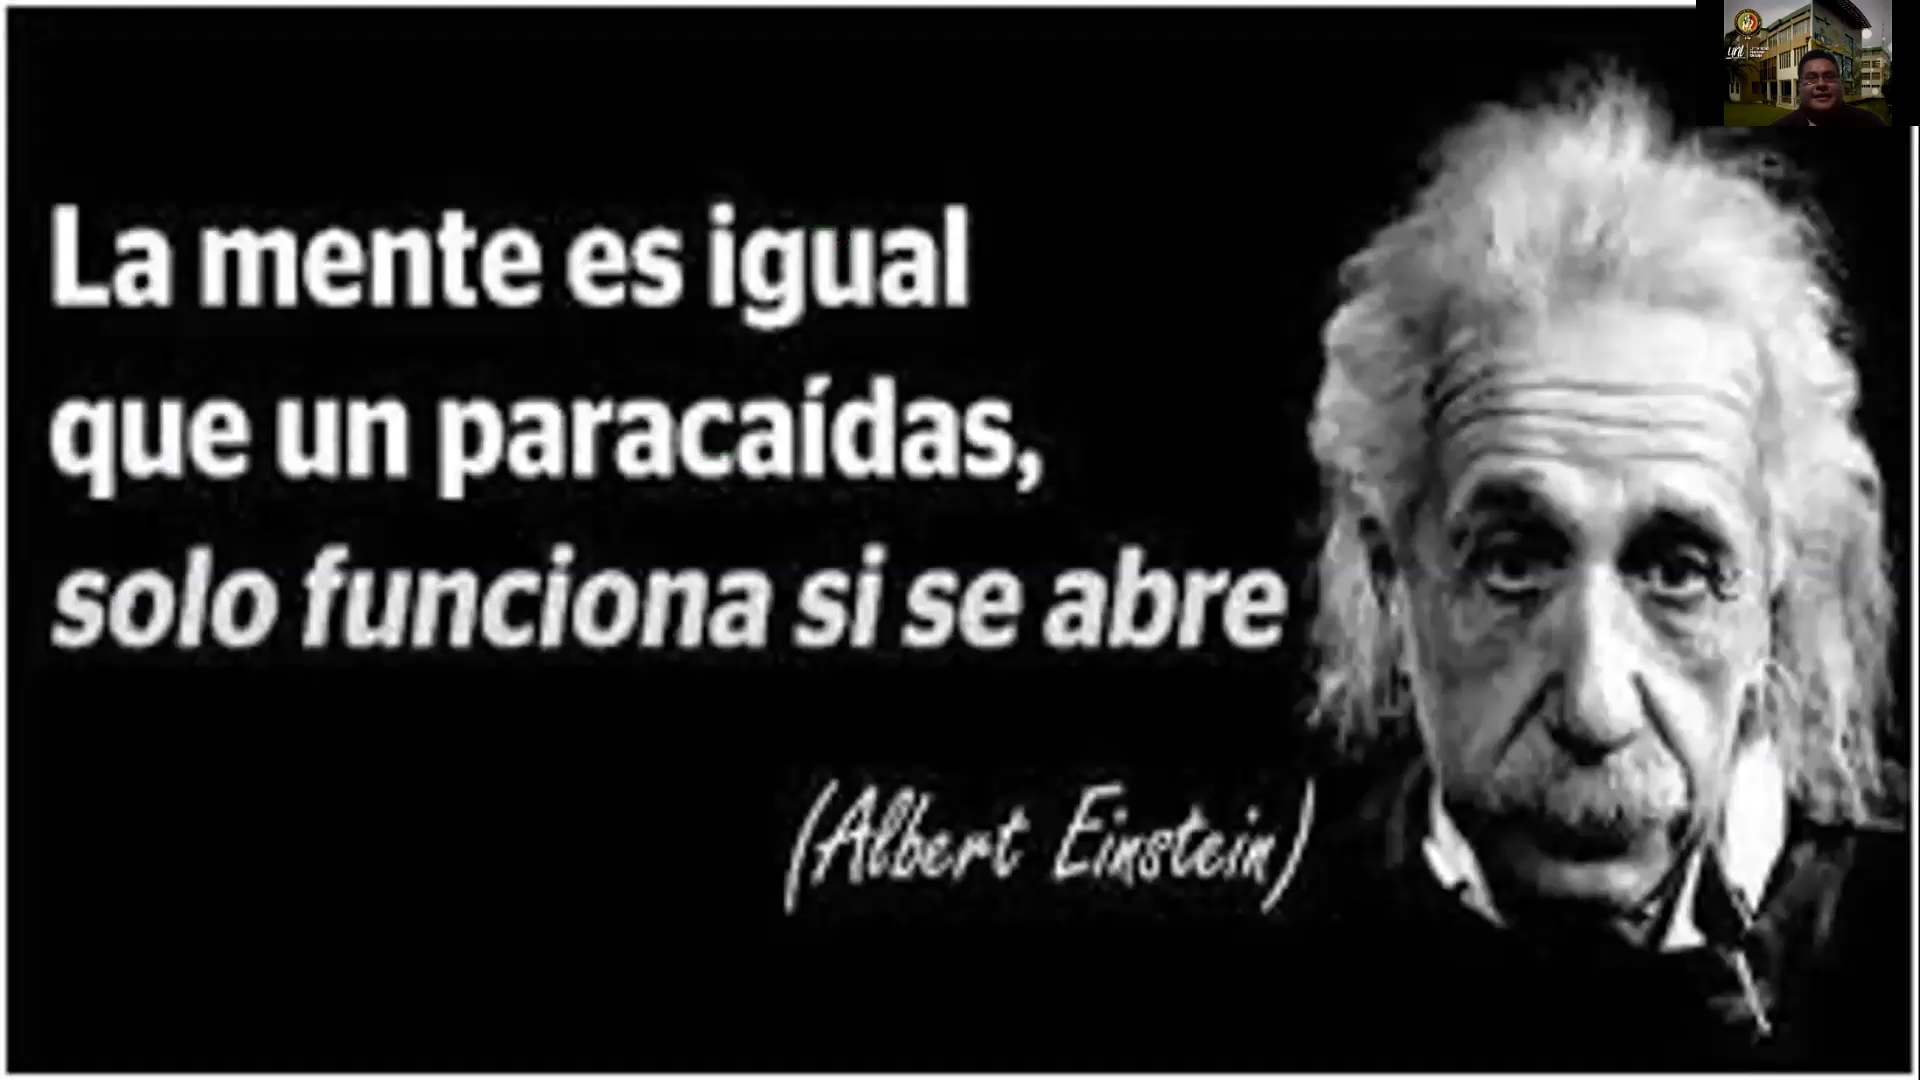 La mente es igual
que un paracaídas,
solo funciona si se abre
(Albert Einstein)